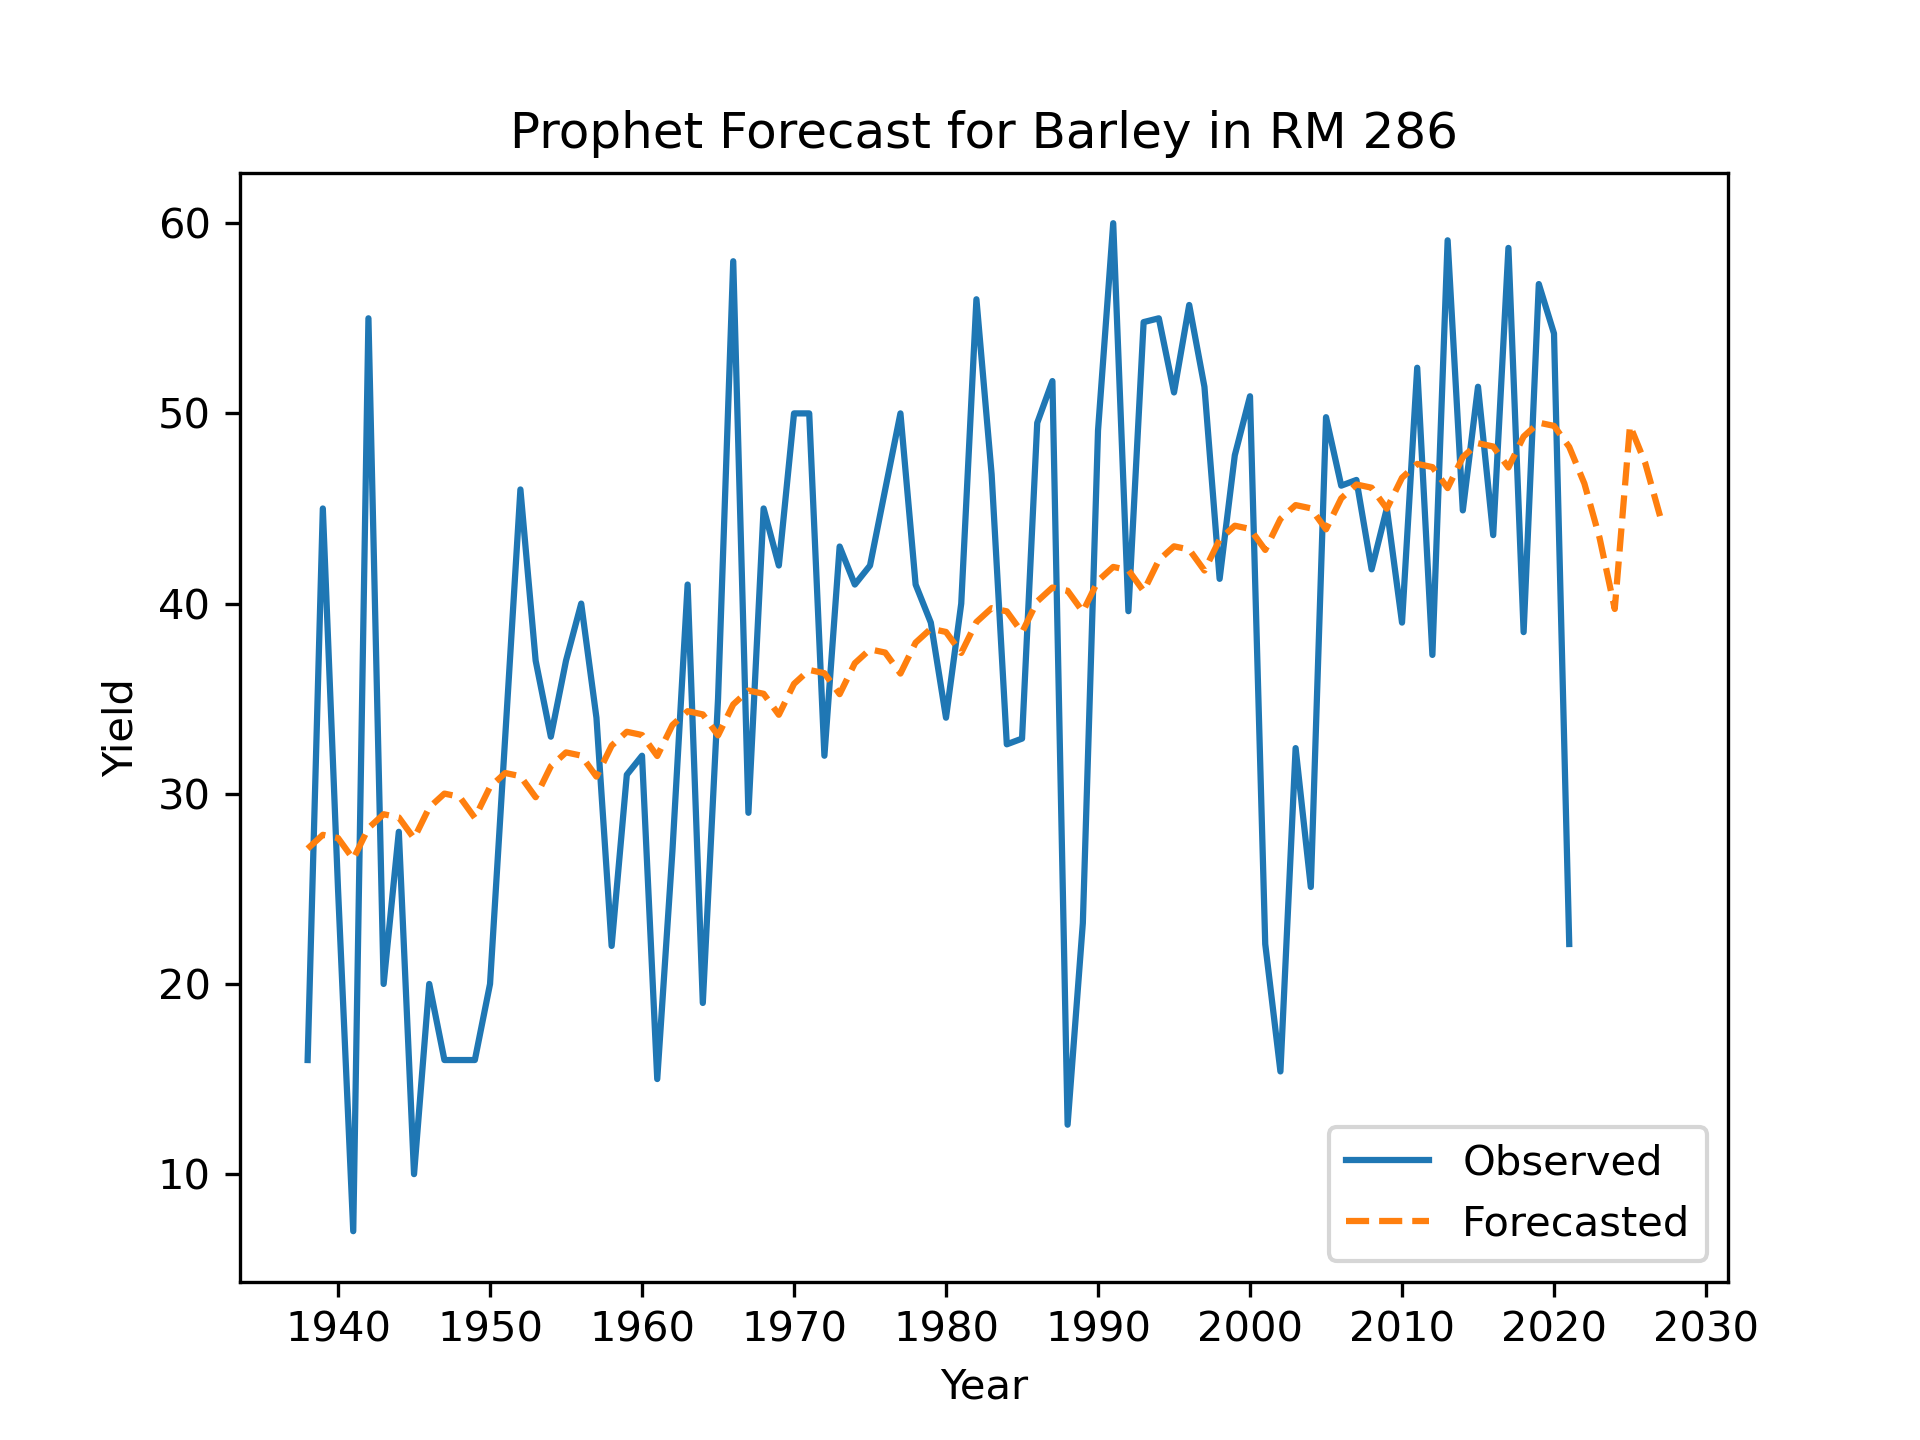 Prophet Forecast for Barley in RM 286
60
50
40
30
20
10
Yield
Observed
Forecasted
1940 1950 1960 1970 1980 1990 2000 2010 2020 2030
Year